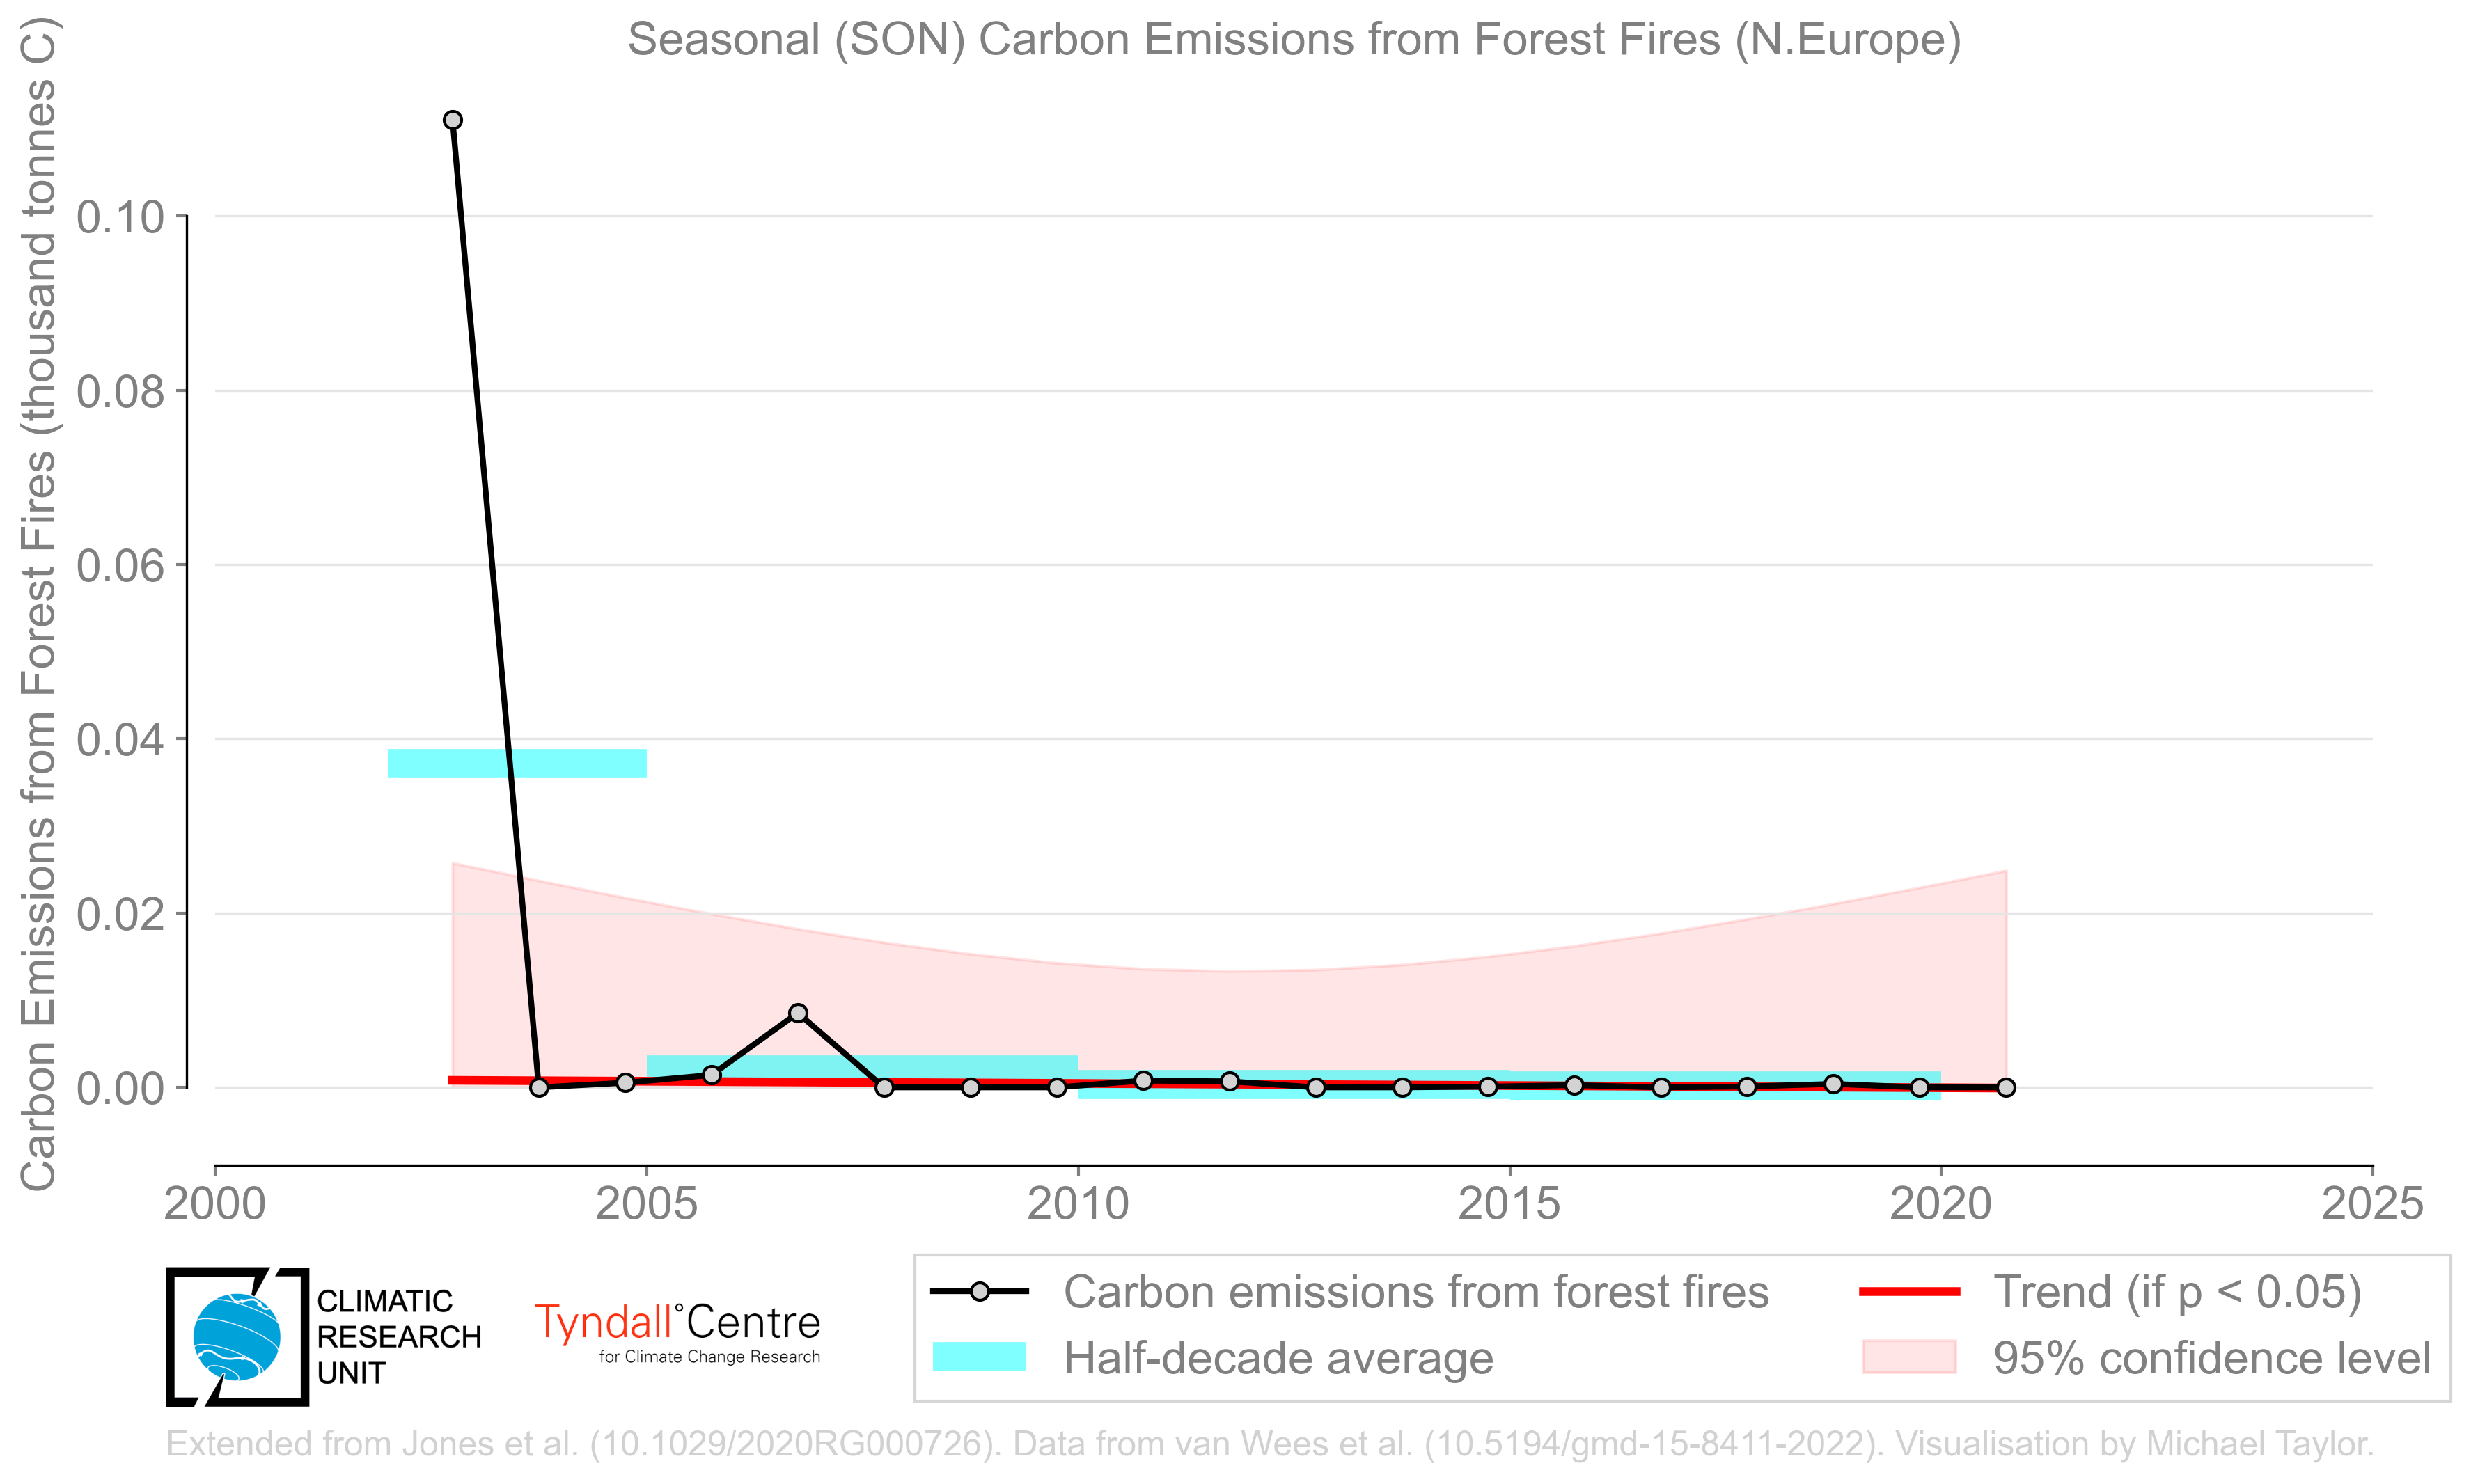 Seasonal (SON) Carbon Emissions from Forest Fires (N.Europe)
Carbon Emissions from Forest Fires (thousand tonnes C)
0.10
0.08
0.06
0.04
0.02
0.00
2000 2005 2010 2015 2020 2025
CLIMATIC
RESEARCH
UNIT
Tyndall°Centre
for Climate Change Research
Carbon emissions from forest fires
Half-decade average
Trend (if p < 0.05)
95% confidence level
Extended from Jones et al. (10.1029/2020RG000726). Data from van Wees et al. (10.5194/gmd-15-8411-2022). Visualisation by Michael Taylor.